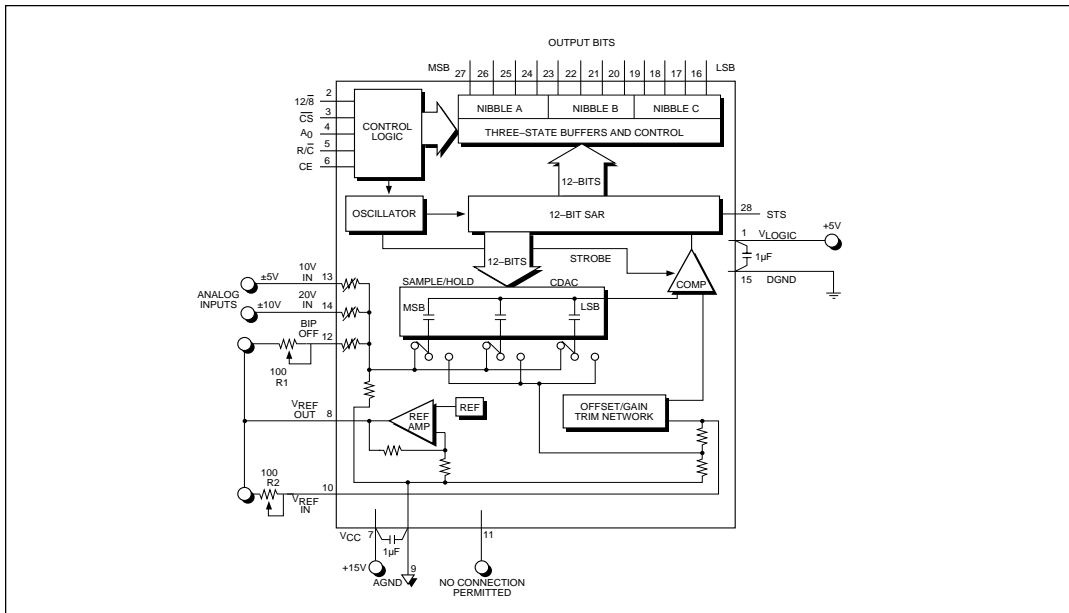 OUTPUT BITS
MSB
LSB
27 26 25 24 23 22 21 20 19 18 17 16
2
12/8̅
3
C̅S̅
4
A0
5
R/C̅
6
CE
CONTROL
LOGIC
NIBBLE A
NIBBLE B
NIBBLE C
THREE–STATE BUFFERS AND CONTROL
12–BITS
OSCILLATOR
12–BIT SAR
28
STS
1
VLOGIC
+5V
1µF
15
DGND
12–BITS
STROBE
COMP
SAMPLE/HOLD
CDAC
MSB
LSB
ANALOG
INPUTS
±5V
10V
IN
13
±10V
20V
IN
14
BIP
OFF
12
100
R1
VREF
OUT
8
REF
AMP
REF
OFFSET/GAIN
TRIM NETWORK
100
R2
10
VREF
IN
VCC
7
1µF
9
11
+15V
AGND
NO CONNECTION
PERMITTED